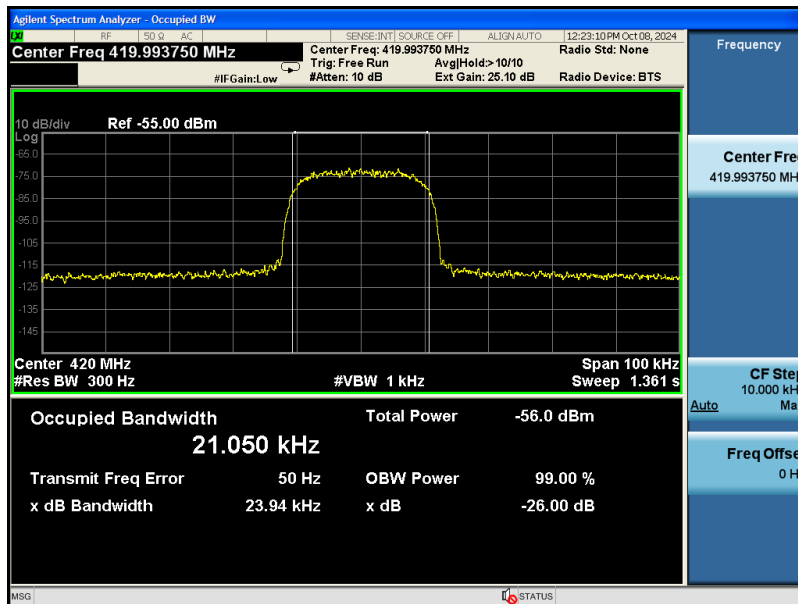 Agilent Spectrum Analyzer - Occupied BW
LXI RF 50 Ω AC SENSE:INT SOURCE OFF ALIGN AUTO 12:23:10 PM Oct 08, 2024
Center Freq 419.993750 MHz
Center Freq: 419.993750 MHz Radio Std: None
Trig: Free Run Avg|Hold:> 10/10
#IFGain:Low #Atten: 10 dB Ext Gain: 25.10 dB Radio Device: BTS
10 dB/div Ref -55.00 dBm
Log
-65.0
-75.0
-85.0
-95.0
-105
-115
-125
-135
-145
Center 420 MHz Span 100 kHz
#Res BW 300 Hz #VBW 1 kHz Sweep 1.361 s
Occupied Bandwidth Total Power -56.0 dBm
21.050 kHz
Transmit Freq Error 50 Hz OBW Power 99.00 %
x dB Bandwidth 23.94 kHz x dB -26.00 dB
MSG STATUS
Frequency
Center Fre
419.993750 MH
CF Step
10.000 kH
Auto Ma
Freq Offse
0 H